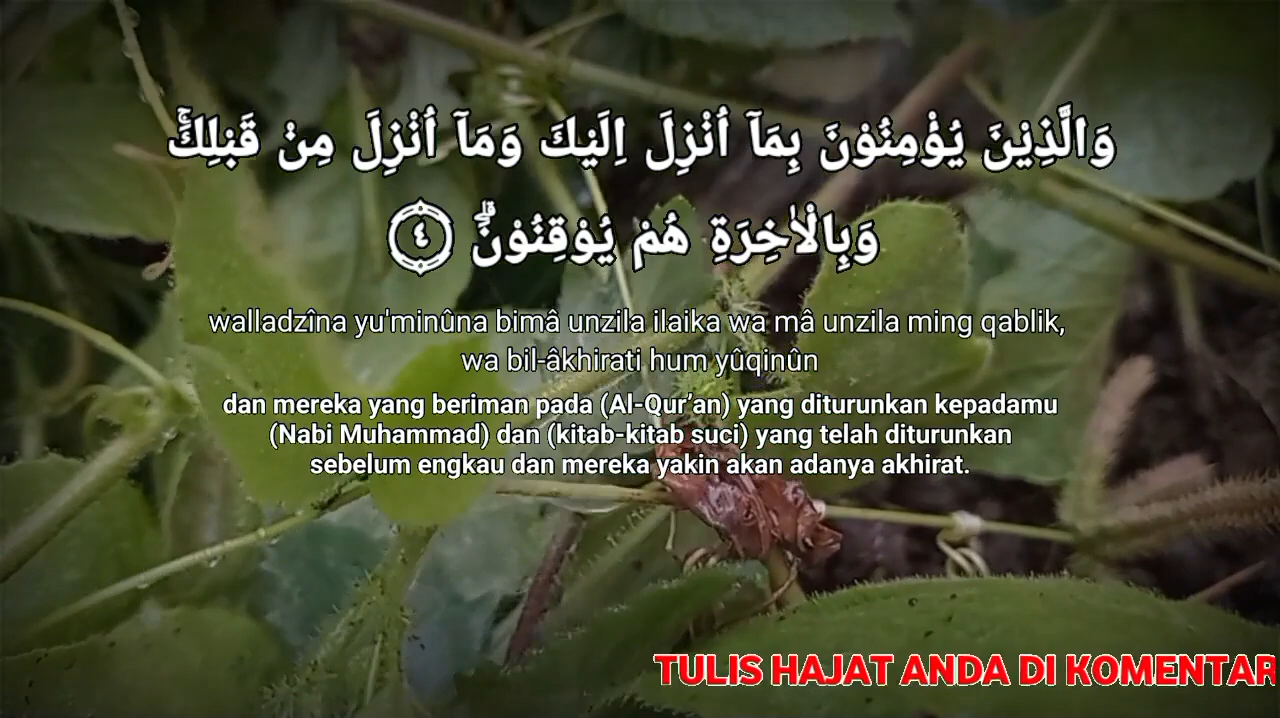 وَالَّذِيْنَ يُؤْمِنُوْنَ بِمَآ اُنْزِلَ اِلَيْكَ وَمَآ اُنْزِلَ مِنْ قَبْلِكَۚ
وَبِالْاٰخِرَةِ هُمْ يُوْقِنُوْنَۗ ٤
walladzîna yu'minûna bimâ unzila ilaika wa mâ unzila ming qablik,
wa bil-âkhirati hum yûqinûn
dan mereka yang beriman pada (Al-Qur’an) yang diturunkan kepadamu
(Nabi Muhammad) dan (kitab-kitab suci) yang telah diturunkan
sebelum engkau dan mereka yakin akan adanya akhirat.
TULIS HAJAT ANDA DI KOMENTAR